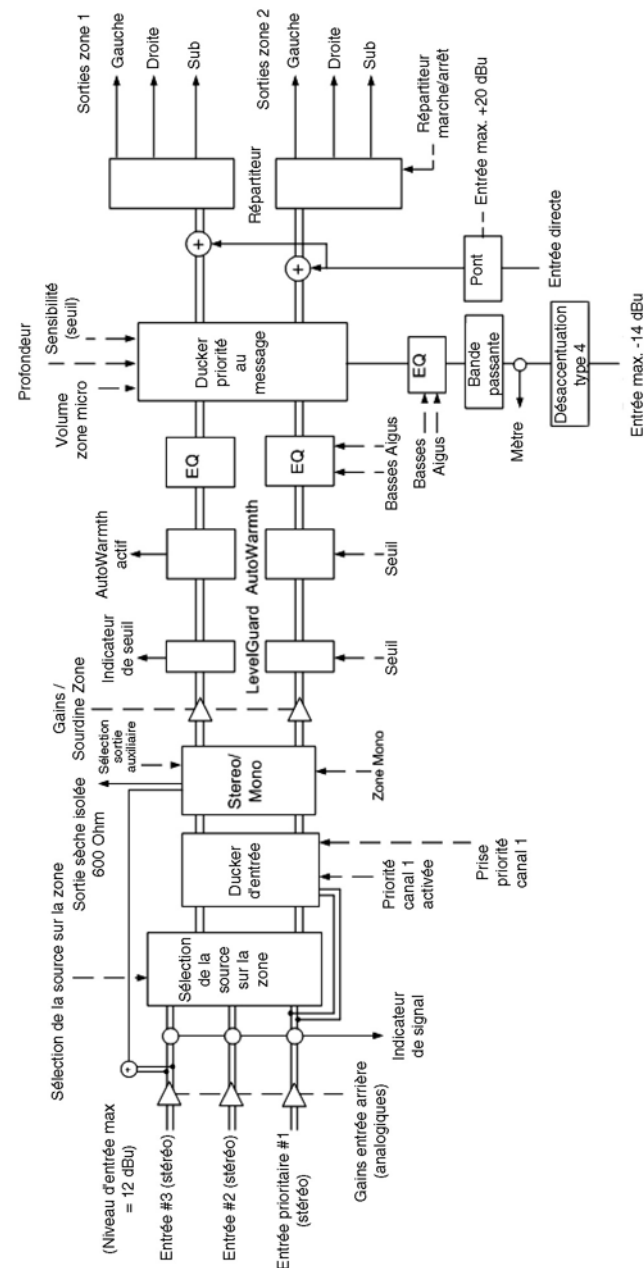 Sélection de la source sur la zone
(Niveau d'entrée max
= 12 dBu)
Entrée #3 (stéréo)
Entrée #2 (stéréo)
Entrée prioritaire #1
(stéréo)
Gains entrée arrière
(analogiques)
+
Indicateur
de signal
Sélection
de la
source
sur la
zone
Ducker
d'entrée
Priorité
canal 1
activée
Prise
priorité
canal 1
Sortie sèche isolée
600 Ohm
Sélection
sortie
auxiliaire
Stereo/
Mono
Zone Mono
Gains /
Sourdine Zone
Indicateur
de seuil
LevelGuard
Seuil
AutoWarmth
actif
AutoWarmth
Seuil
EQ
EQ
Basses Aigus
Volume
zone micro
Profondeur
Sensibilité
(seuil)
Ducker
priorité
au
message
EQ
Basses
Aigus
Bande
passante
Mètre
Désaccentuation
type 4
Entrée max. -14 dBu
+
+
Pont
Entrée max. +20 dBu
Entrée directe
Répartiteur
Répartiteur
marche/arrêt
Sorties zone 1
Gauche
Droite
Sub
Sorties zone 2
Gauche
Droite
Sub